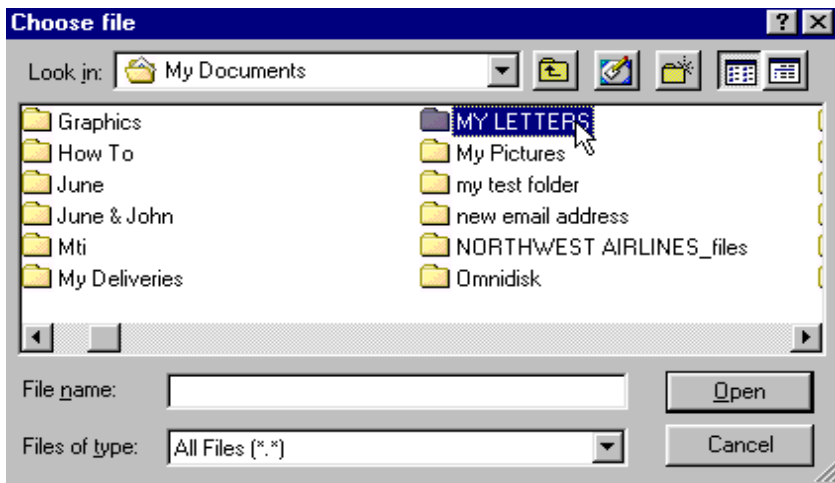 Choose file
Look in: My Documents
Graphics MY LETTERS
How To My Pictures
June my test folder
June & John new email address
Mti NORTHWEST AIRLINES_files
My Deliveries Omnidisk
File name: Open
Files of type: All Files (*.*) Cancel